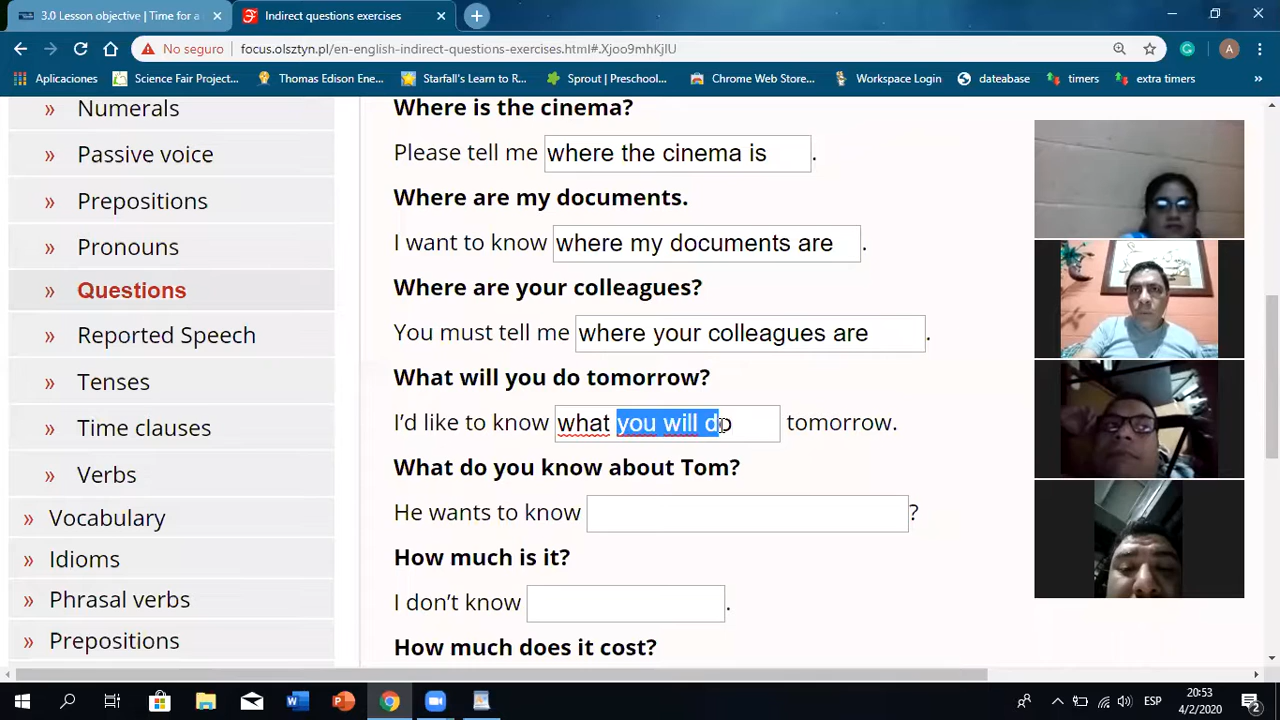 3.0 Lesson objective | Time for a
Indirect questions exercises
No seguro
focus.olsztyn.pl/en-english-indirect-questions-exercises.html#.Xjoo9mhKjIU
A
Aplicaciones
Science Fair Project...
Thomas Edison Ene...
Starfall's Learn to R...
Sprout | Preschool...
Chrome Web Store...
Workspace Login
dateabase
timers
extra timers
»
» Numerals
» Passive voice
» Prepositions
» Pronouns
» Questions
» Reported Speech
» Tenses
» Time clauses
» Verbs
» Vocabulary
» Idioms
» Phrasal verbs
» Prepositions
Where is the cinema?
Please tell me where the cinema is .
Where are my documents.
I want to know where my documents are .
Where are your colleagues?
You must tell me where your colleagues are .
What will you do tomorrow?
I'd like to know what you will do tomorrow.
What do you know about Tom?
He wants to know ?
How much is it?
I don't know .
How much does it cost?
ESP
20:53
4/2/2020
2